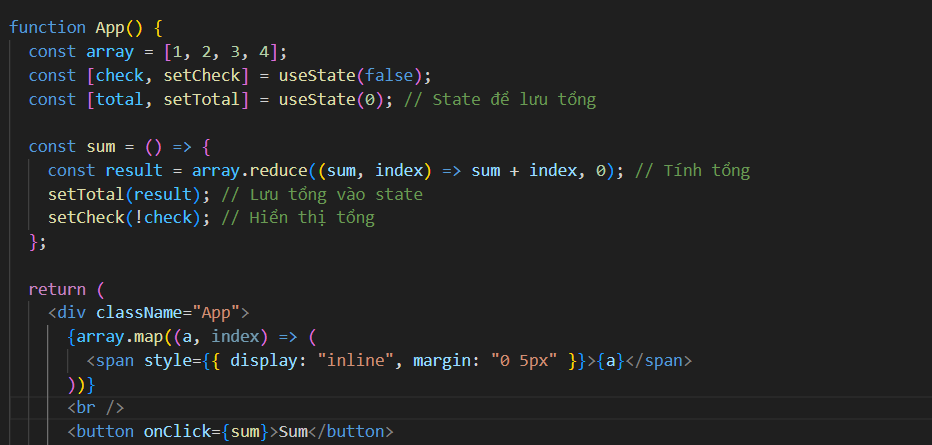 function App() {
const array = [1, 2, 3, 4];
const [check, setCheck] = useState(false);
const [total, setTotal] = useState(0); // State để lưu tổng
const sum = () => {
const result = array.reduce((sum, index) => sum + index, 0); // Tính tổng
setTotal(result); // Lưu tổng vào state
setCheck(!check); // Hiển thị tổng
};
return (
<div className="App">
{array.map((a, index) => (
<span style={{ display: "inline", margin: "0 5px" }}>{a}</span>
))}
<br />
<button onClick={sum}>Sum</button>